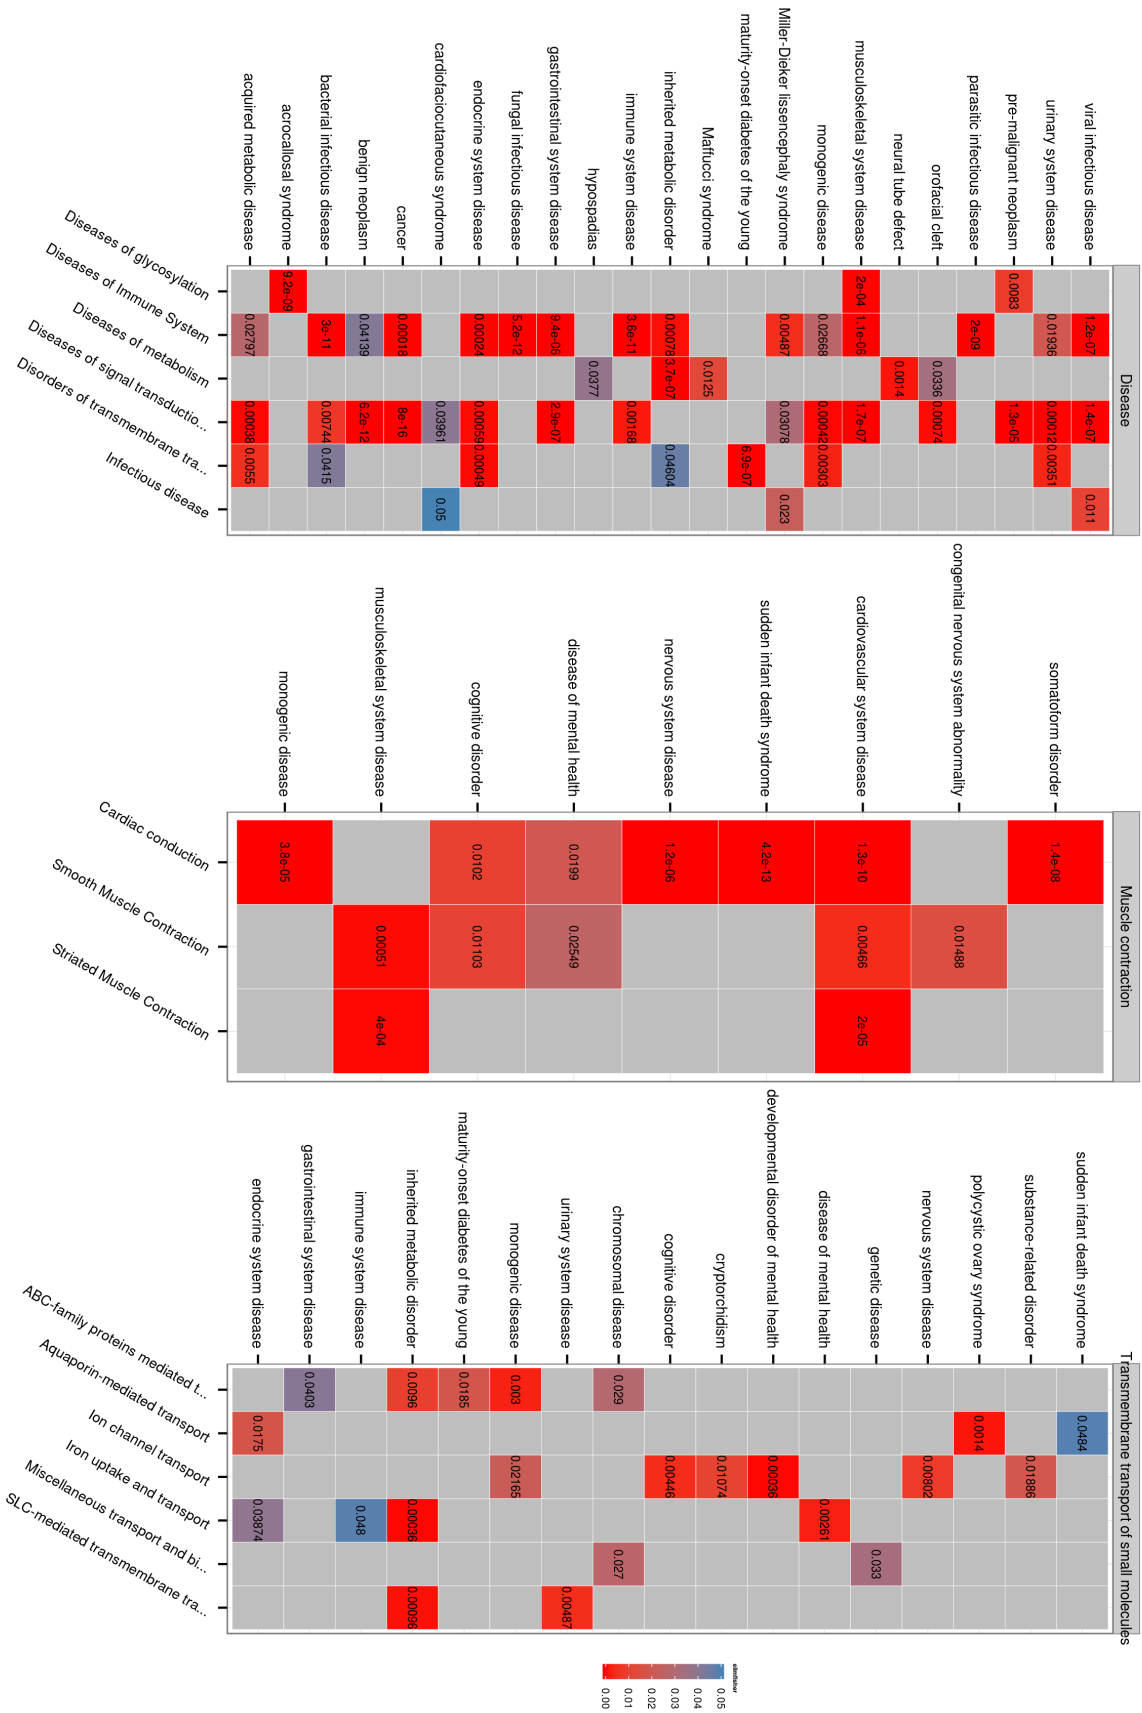 Disease
viral infectious disease 1.2e-07 1.4e-07 0.011
urinary system disease 0.01936 0.00012 0.00351
pre-malignant neoplasm 0.0083 1.3e-05
parasitic infectious disease 2e-09
orofacial cleft 0.0336 0.00074
neural tube defect 0.0014
musculoskeletal system disease 2e-04 1.1e-06 1.7e-07
monogenic disease 0.02668 0.00042 0.00303
Miller-Dieker lissencephaly syndrome 0.00487 0.03078 0.023
maturity-onset diabetes of the young 6.9e-07
Maffucci syndrome 0.0125
inherited metabolic disorder 0.00078 3.7e-07 0.04604
immune system disease 3.6e-11 0.00168
hypospadias 0.0377
gastrointestinal system disease 9.4e-06 2.9e-07
fungal infectious disease 5.2e-12
endocrine system disease 0.00024 0.00059 0.00049
cardiofaciocutaneous syndrome 0.03961 0.05
cancer 0.00018 8e-16
benign neoplasm 0.04139 6.2e-12
bacterial infectious disease 3e-11 0.00744 0.0415
acrocallosal syndrome 9.2e-09
acquired metabolic disease 0.02797 0.00038 0.0055
Diseases of glycosylation
Diseases of Immune System
Diseases of metabolism
Diseases of signal transductio...
Disorders of transmembrane tra...
Infectious disease
Muscle contraction
somatoform disorder 1.4e-08
congenital nervous system abnormality 0.01488
cardiovascular system disease 1.3e-10 0.00466 2e-05
sudden infant death syndrome 4.2e-13
nervous system disease 1.2e-06
disease of mental health 0.0199 0.02549
cognitive disorder 0.0102 0.01103
musculoskeletal system disease 0.00051 4e-04
monogenic disease 3.8e-05
Cardiac conduction
Smooth Muscle Contraction
Striated Muscle Contraction
Transmembrane transport of small molecules
sudden infant death syndrome 0.0484
substance-related disorder 0.01886
polycystic ovary syndrome 0.0014
nervous system disease 0.00802
genetic disease 0.033
disease of mental health 0.00261
developmental disorder of mental health 0.00036
cryptorchidism 0.01074
cognitive disorder 0.00446
chromosomal disease 0.029 0.027
urinary system disease 0.00487
monogenic disease 0.003 0.02165
maturity-onset diabetes of the young 0.0185
inherited metabolic disorder 0.0096 0.00036 0.00096
immune system disease 0.048
gastrointestinal system disease 0.0403
endocrine system disease 0.0175 0.03874
ABC-family proteins mediated t...
Aquaporin-mediated transport
Ion channel transport
Iron uptake and transport
Miscellaneous transport and bi...
SLC-mediated transmembrane tra...
elimfisher
0.05
0.04
0.03
0.02
0.01
0.00